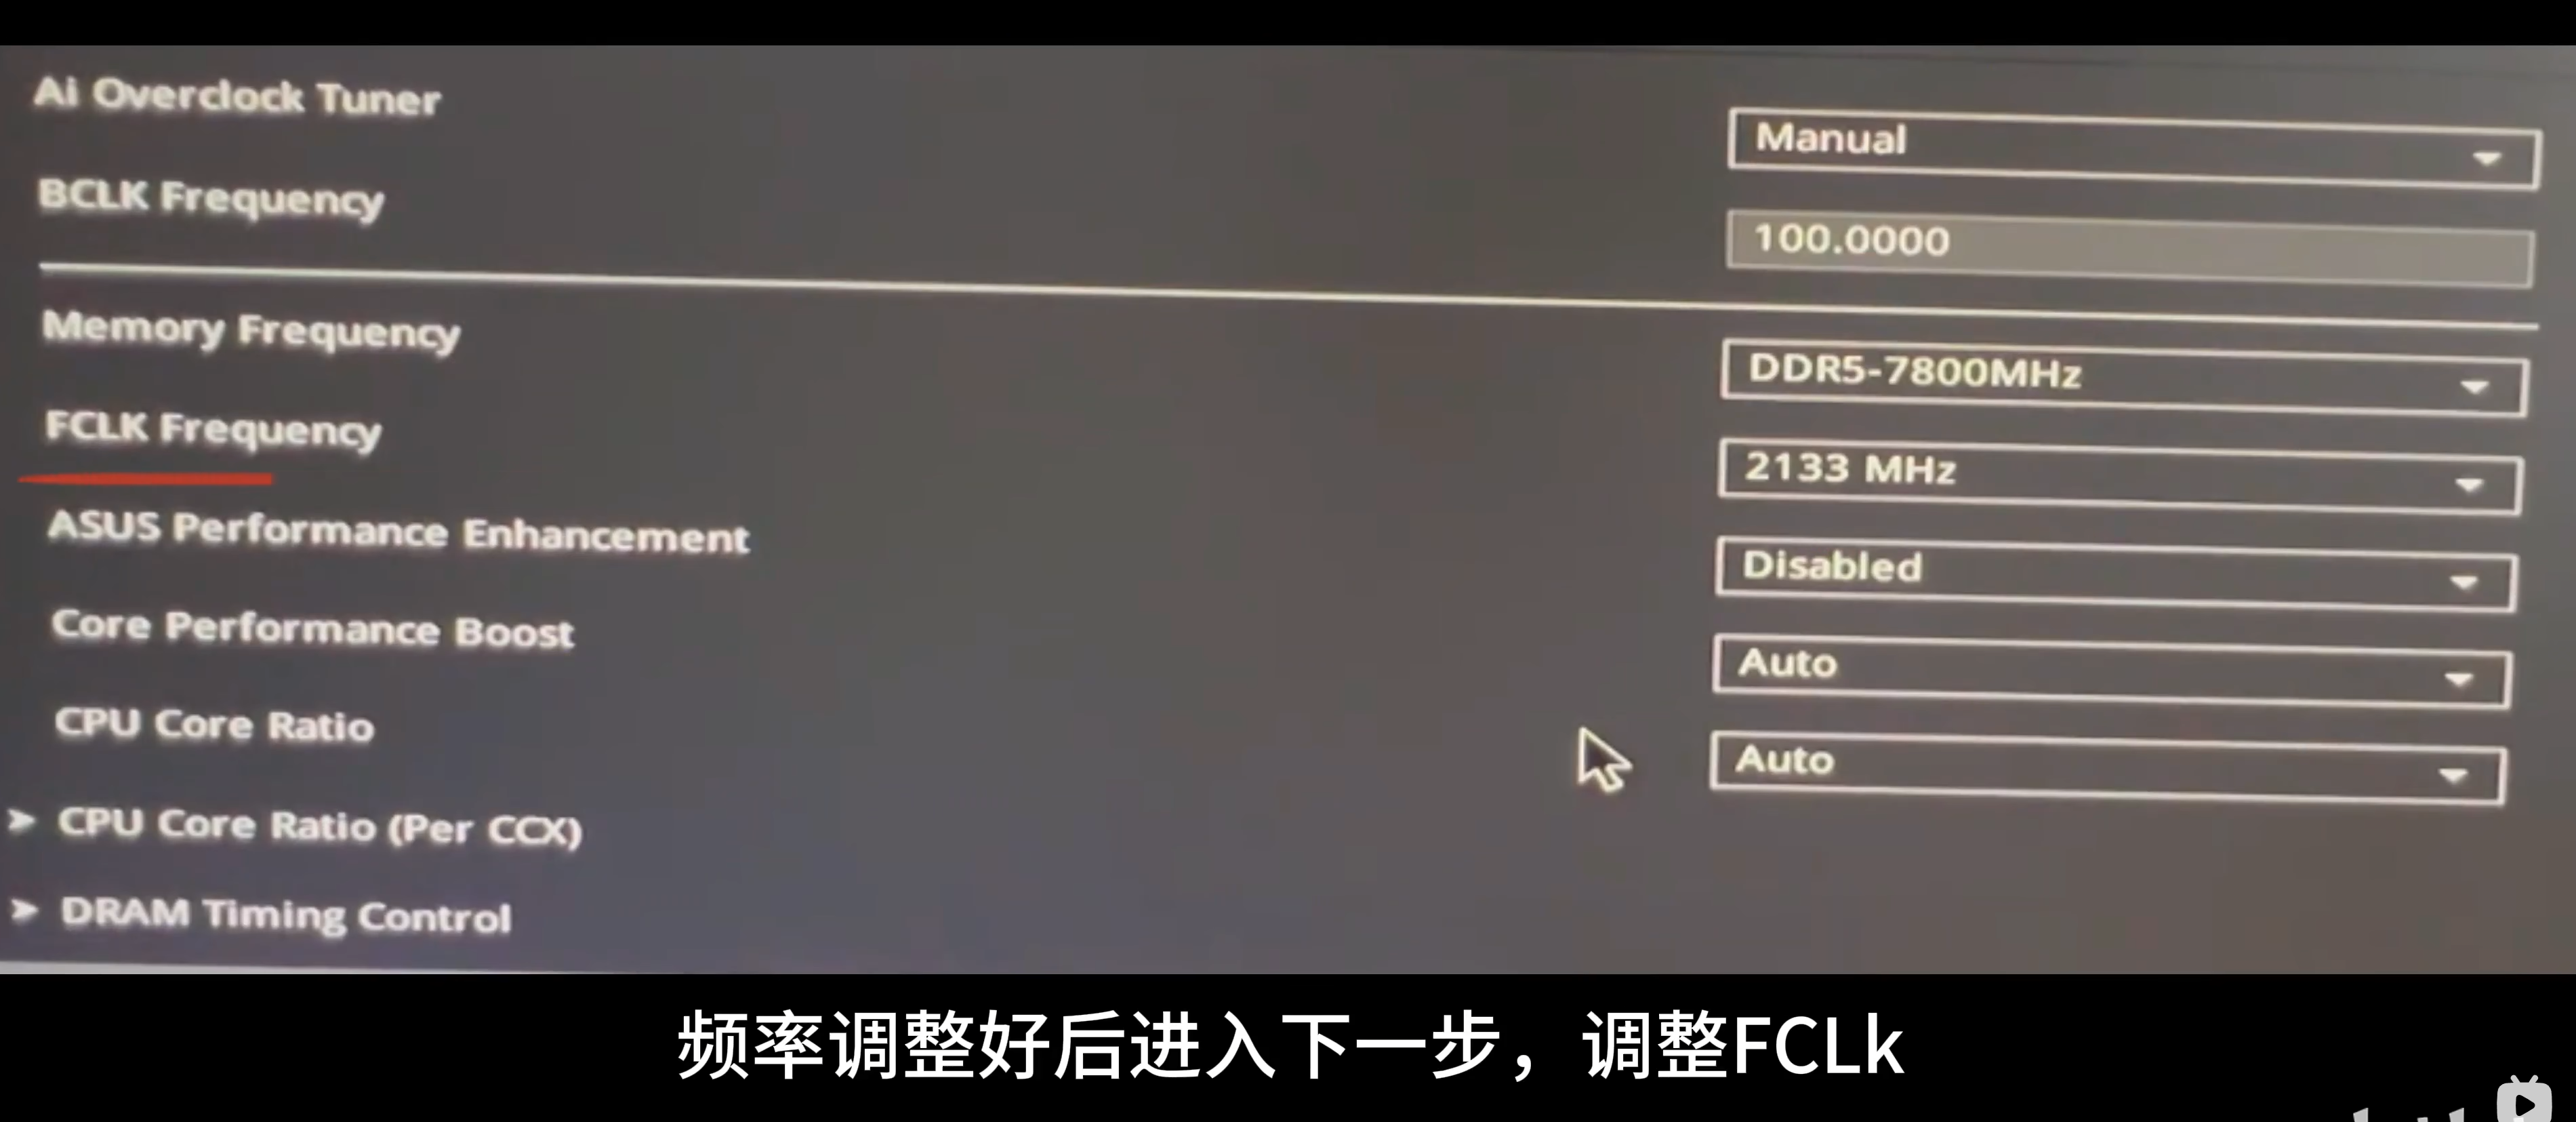 Ai Overclock Tuner
Manual
BCLK Frequency
100.0000
Memory Frequency
DDR5-7800MHz
FCLK Frequency
2133 MHz
ASUS Performance Enhancement
Disabled
Core Performance Boost
Auto
CPU Core Ratio
Auto
CPU Core Ratio (Per CCX)
DRAM Timing Control
频率调整好后进入下一步，调整FCLk